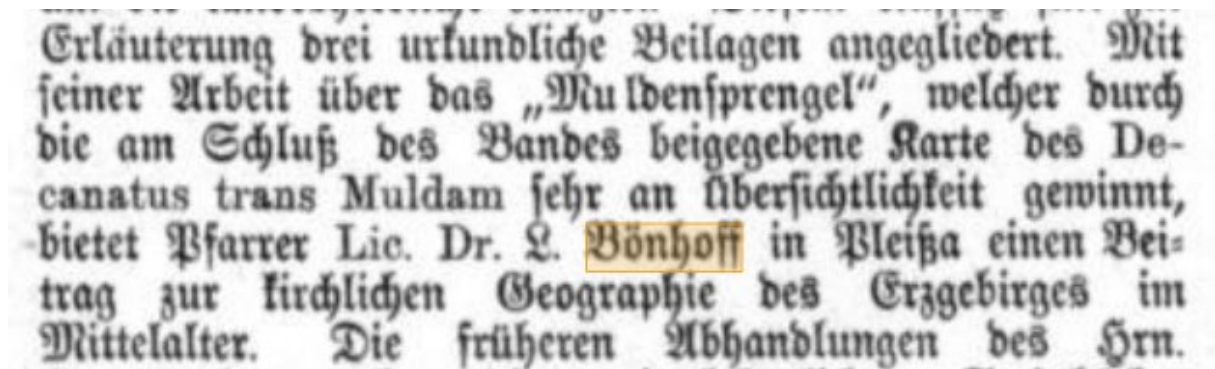 Erläuterung drei urkundliche Beilagen angegliedert. Mit
seiner Arbeit über das „Muldensprengel“, welcher durch
die am Schluß des Bandes beigegebene Karte des De-
canatus trans Muldam sehr an Übersichtlichkeit gewinnt,
bietet Pfarrer Lic. Dr. L. Bönhoff in Pleißa einen Bei-
trag zur kirchlichen Geographie des Erzgebirges im
Mittelalter. Die früheren Abhandlungen des Hrn.